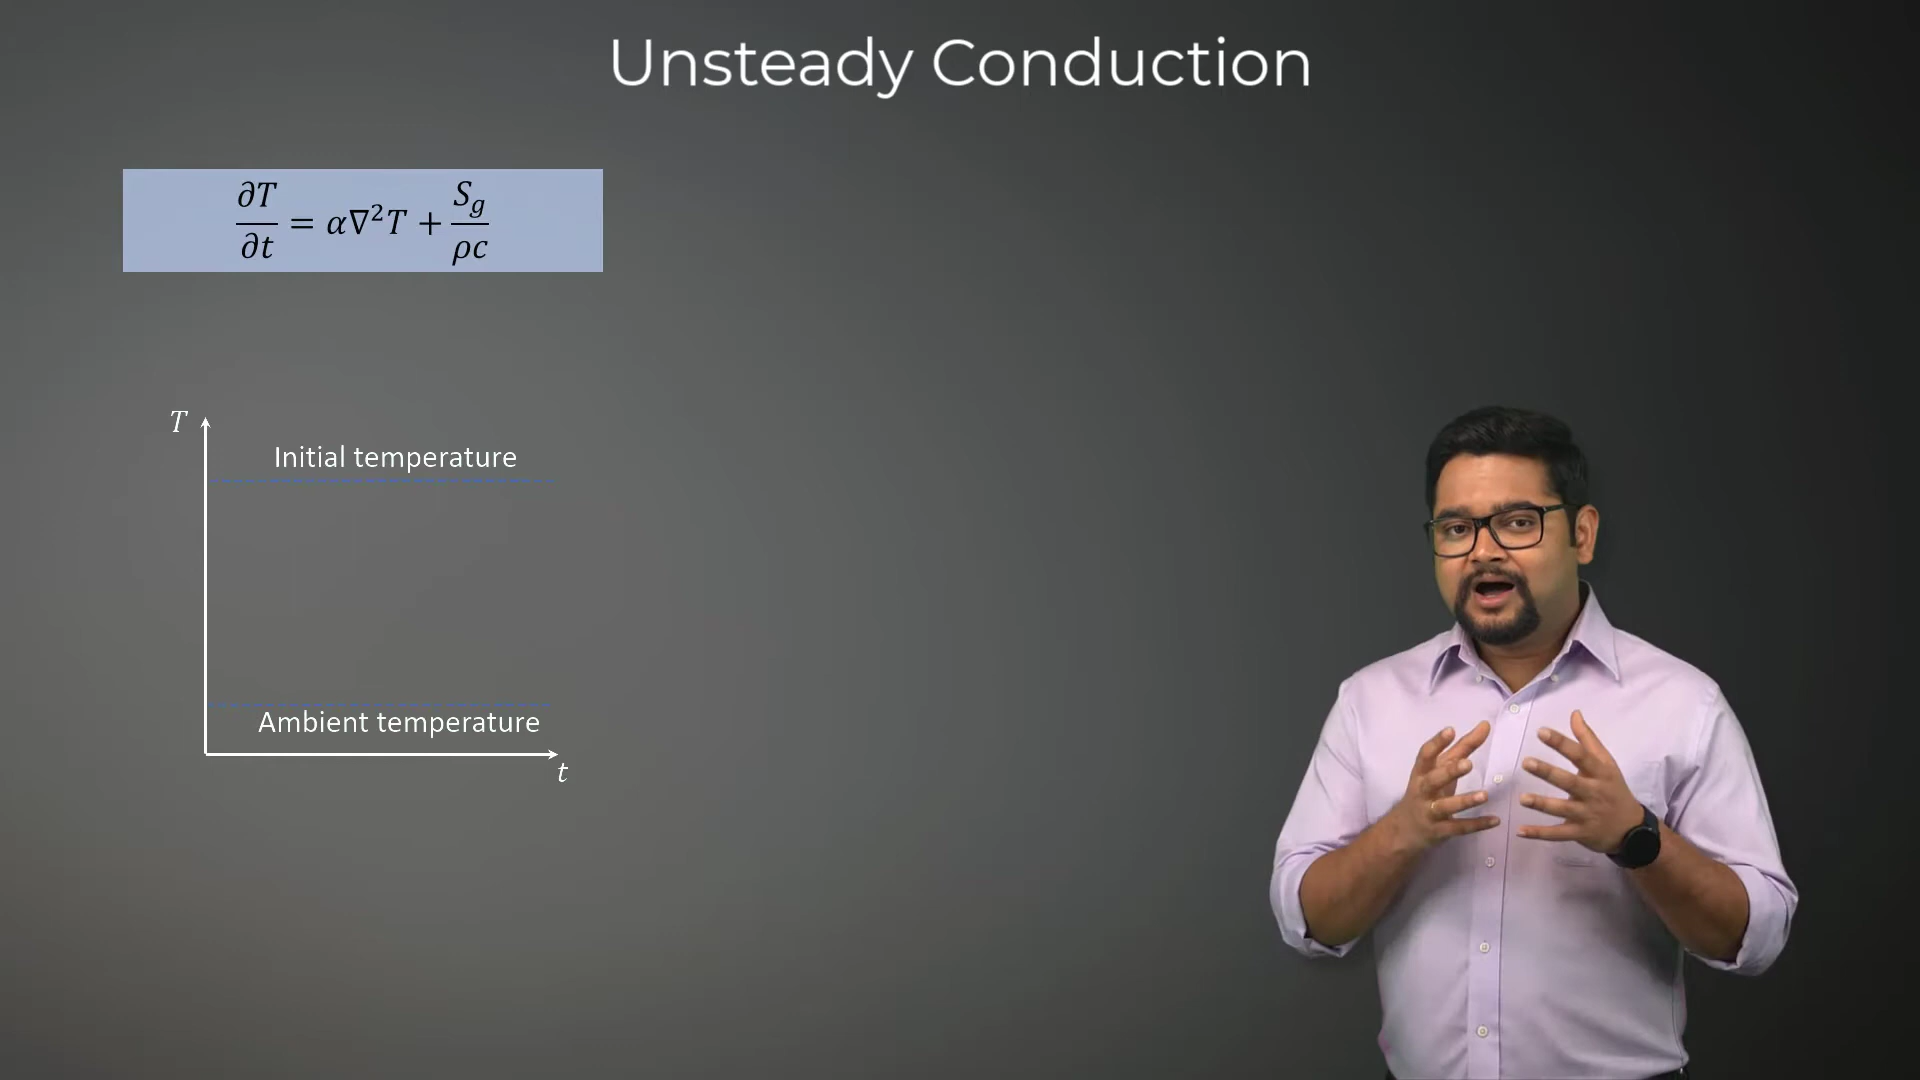 Unsteady Conduction
∂T/∂t = α∇²T + S_g/ρc
T
Initial temperature
Ambient temperature
t